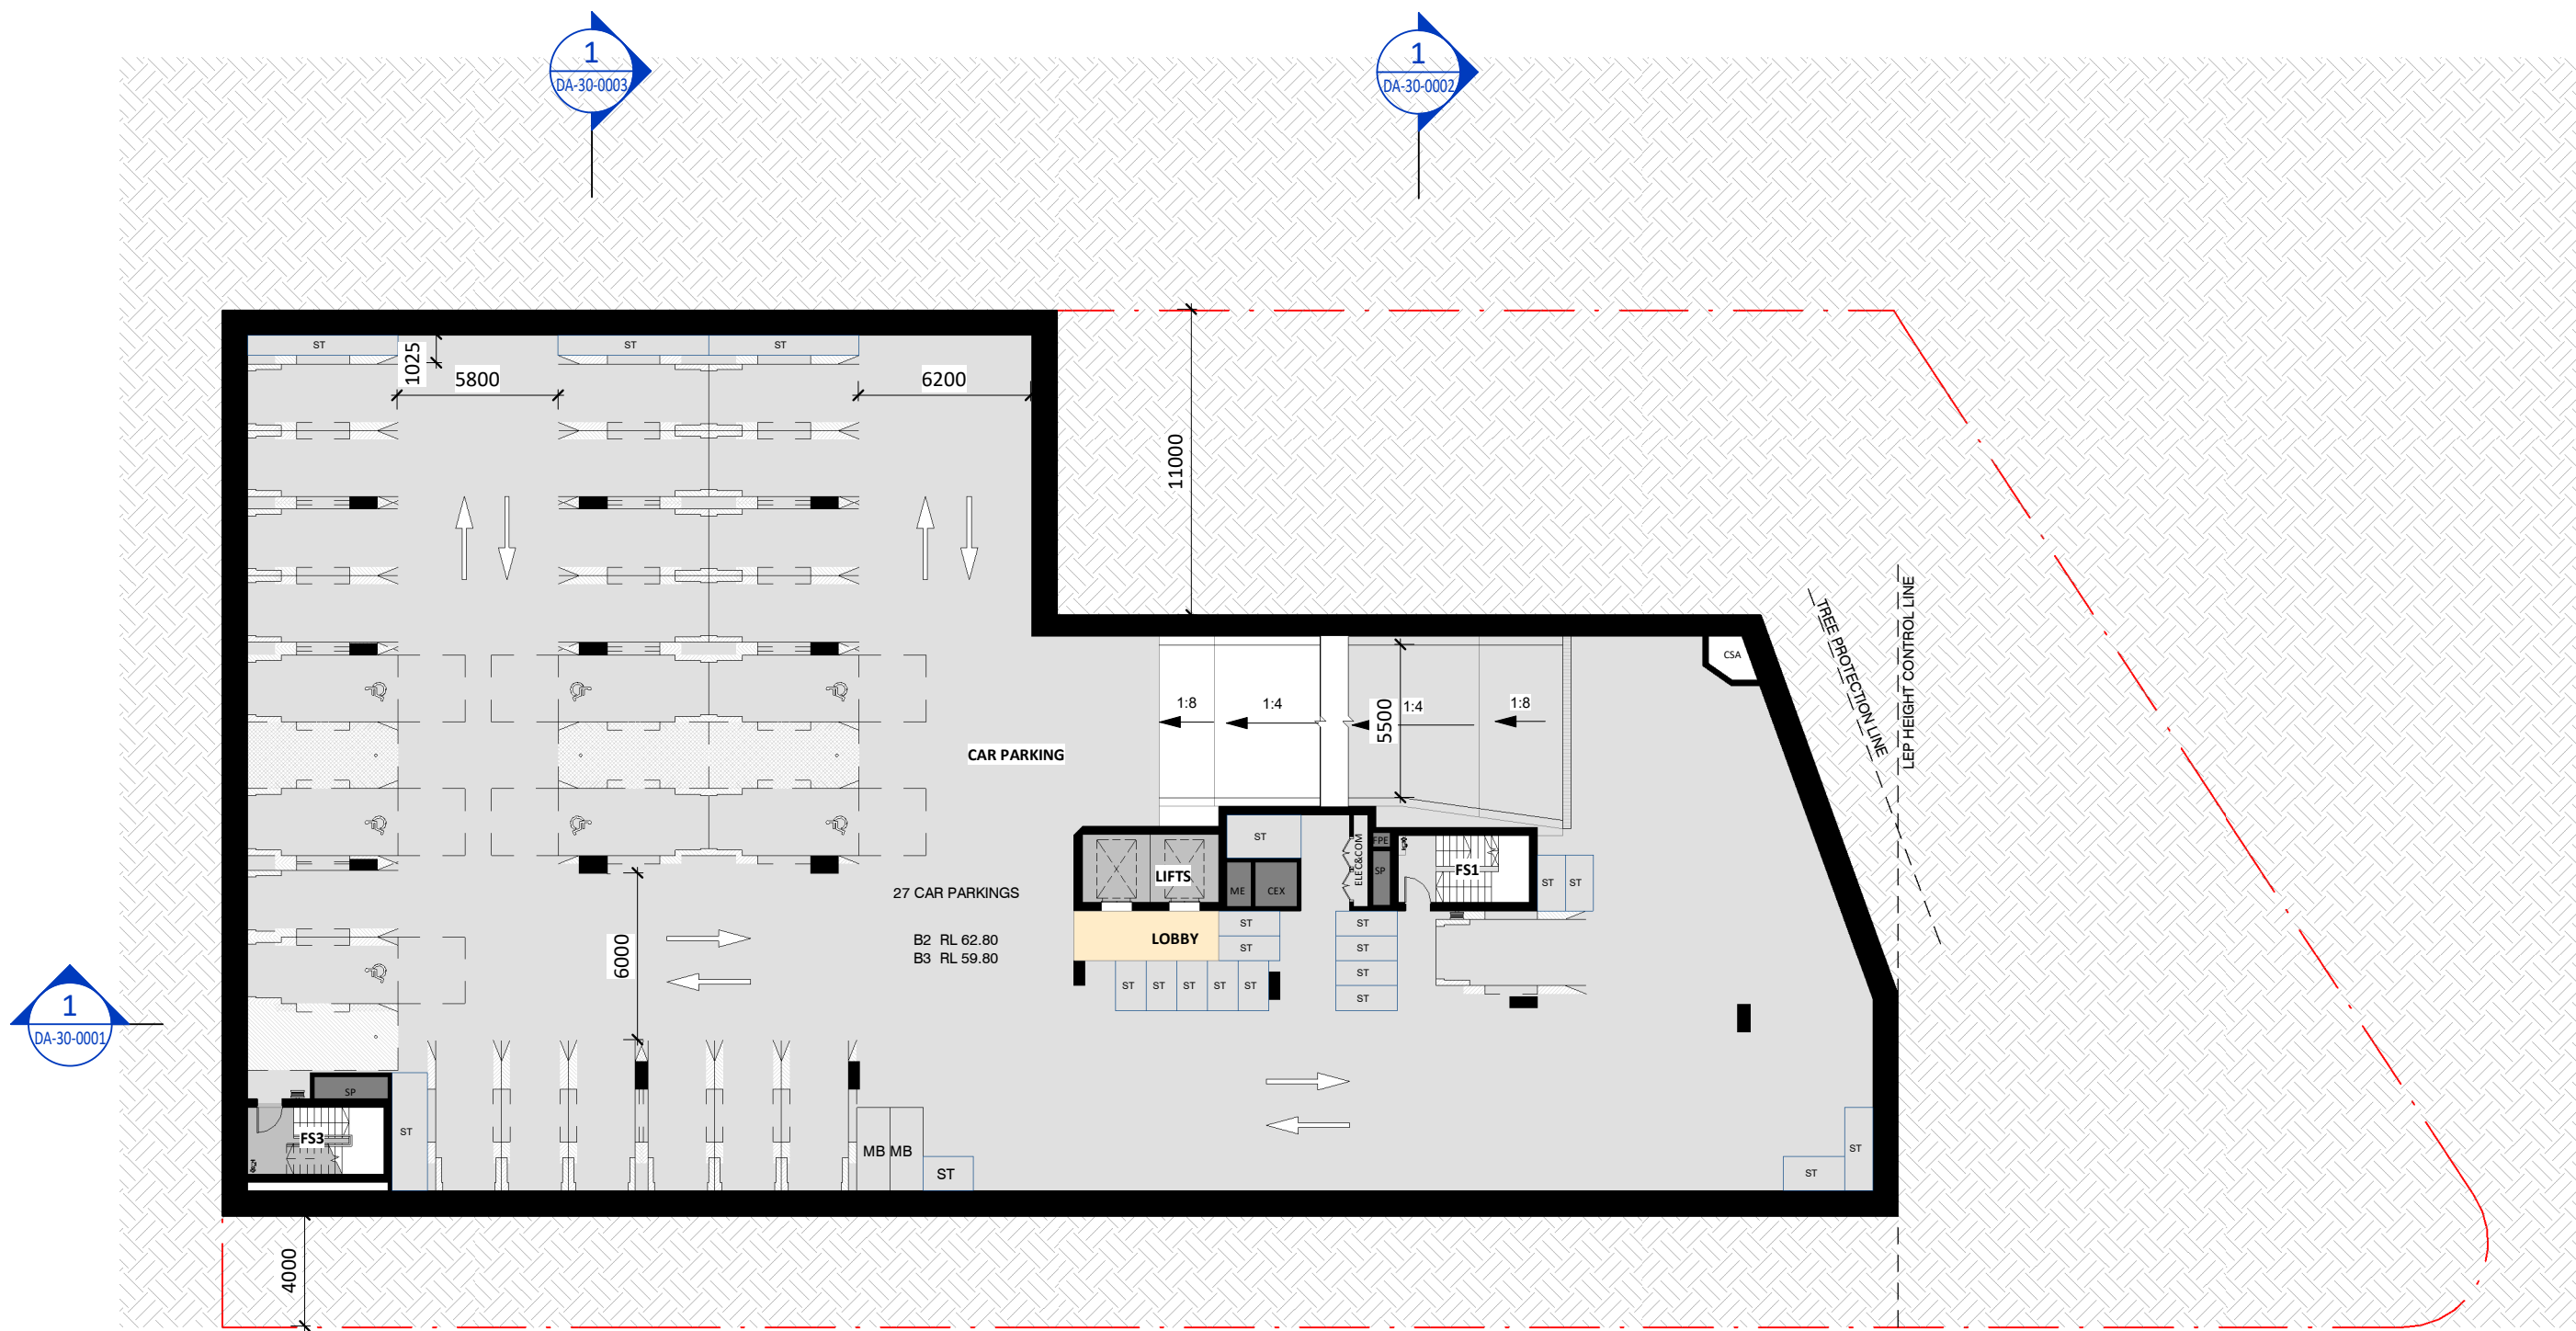 1
DA-30-0003
1
DA-30-0002
ST
ST
ST
1025
5800
6200
11000
TREE PROTECTION LINE
LEP HEIGHT CONTROL LINE
CSA
1:8
1:4
5500
1:4
1:8
CAR PARKING
ST
ELEC&COM
FPE
SP
FS1
LIFTS
ME
CEX
ST
ST
27 CAR PARKINGS
B2 RL 62.80
B3 RL 59.80
LOBBY
ST
ST
ST
ST
ST
ST
ST
ST
ST
ST
ST
6000
1
DA-30-0001
SP
FS3
ST
MB
MB
ST
ST
ST
4000